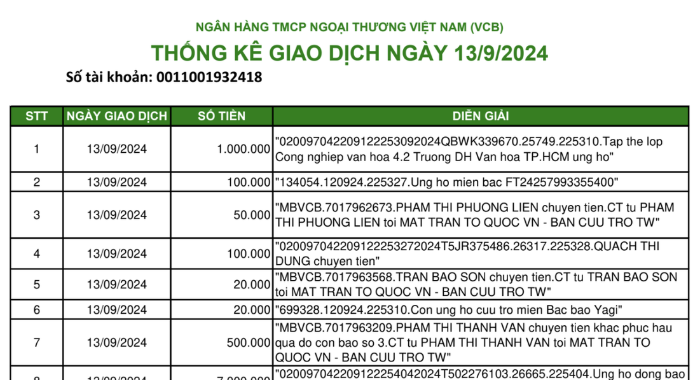 NGÂN HÀNG TMCP NGOẠI THƯƠNG VIỆT NAM (VCB)
THỐNG KÊ GIAO DỊCH NGÀY 13/9/2024
Số tài khoản: 0011001932418
STT NGÀY GIAO DỊCH SỐ TIỀN DIỄN GIẢI
1 13/09/2024 1.000.000 "020097042209122253092024QBWK339670.25749.225310.Tap the lop
Cong nghiep van hoa 4.2 Truong DH Van hoa TP.HCM ung ho"
2 13/09/2024 100.000 "134054.120924.225327.Ung ho mien bac FT24257993355400"
3 13/09/2024 50.000 "MBVCB.7017962673.PHAM THI PHUONG LIEN chuyen tien.CT tu PHAM
THI PHUONG LIEN toi MAT TRAN TO QUOC VN - BAN CUU TRO TW"
4 13/09/2024 100.000 "020097042209122253272024T5JR375486.26317.225328.QUACH THI
DUNG chuyen tien"
5 13/09/2024 20.000 "MBVCB.7017963568.TRAN BAO SON chuyen tien.CT tu TRAN BAO SON
toi MAT TRAN TO QUOC VN - BAN CUU TRO TW"
6 13/09/2024 20.000 "699328.120924.225310.Con ung ho cuu tro mien Bac bao Yagi"
7 13/09/2024 500.000 "MBVCB.7017963209.PHAM THI THANH VAN chuyen tien khac phuc hau
qua do con bao so 3.CT tu PHAM THI THANH VAN toi MAT TRAN TO
QUOC VN - BAN CUU TRO TW"
8 13/09/2024 7.000.000 "020097042209122254042024T502276103.26665.225404.Ung ho dong bao